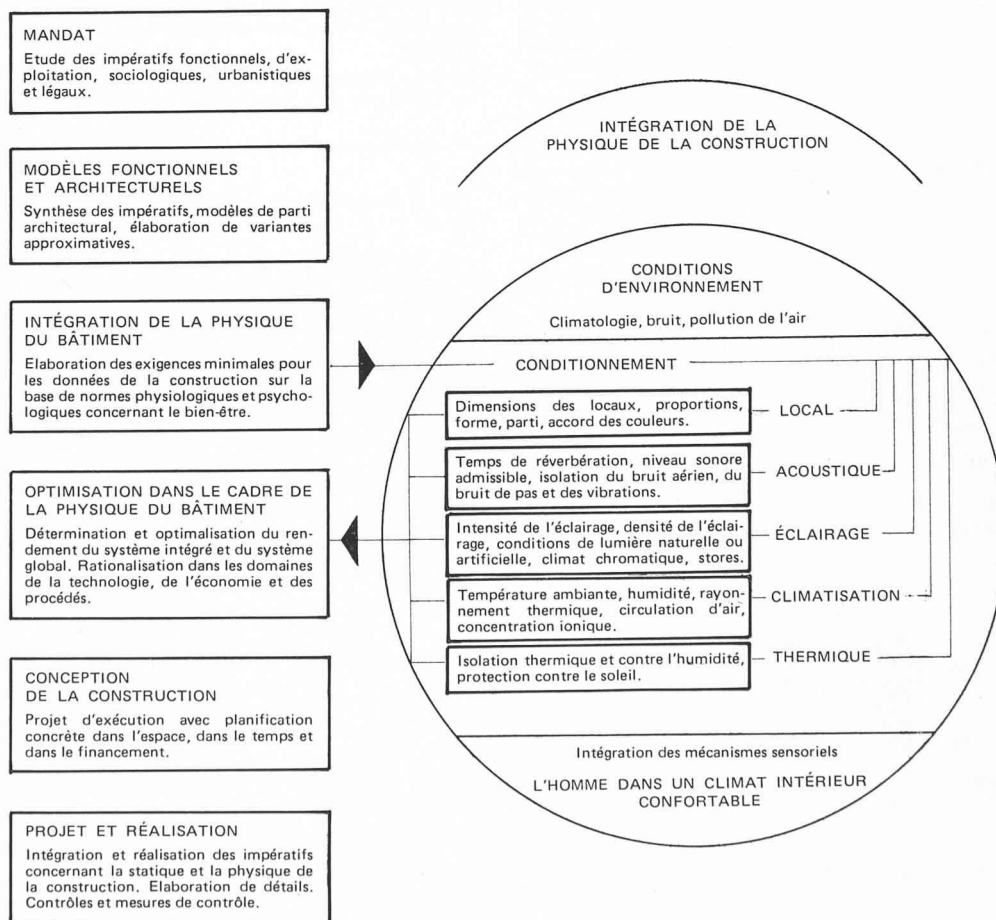 MANDAT
Etude des impératifs fonctionnels, d'ex-
ploitation, sociologiques, urbanistiques
et légaux.
MODÈLES FONCTIONNELS
ET ARCHITECTURELS
Synthèse des impératifs, modèles de parti
architectural, élaboration de variantes
approximatives.
INTÉGRATION DE LA PHYSIQUE
DU BÂTIMENT
Elaboration des exigences minimales pour
les données de la construction sur la
base de normes physiologiques et psycho-
logiques concernant le bien-être.
OPTIMISATION DANS LE CADRE DE
LA PHYSIQUE DU BÂTIMENT
Détermination et optimalisation du ren-
dement du système intégré et du système
global. Rationalisation dans les domaines
de la technologie, de l'économie et des
procédés.
CONCEPTION
DE LA CONSTRUCTION
Projet d'exécution avec planification
concrète dans l'espace, dans le temps et
dans le financement.
PROJET ET RÉALISATION
Intégration et réalisation des impératifs
concernant la statique et la physique de
la construction. Elaboration de détails.
Contrôles et mesures de contrôle.
INTÉGRATION DE LA
PHYSIQUE DE LA CONSTRUCTION
CONDITIONS
D'ENVIRONNEMENT
Climatologie, bruit, pollution de l'air
CONDITIONNEMENT
Dimensions des locaux, proportions,
forme, parti, accord des couleurs.
LOCAL
Temps de réverbération, niveau sonore
admissible, isolation du bruit aérien, du
bruit de pas et des vibrations.
ACOUSTIQUE
Intensité de l'éclairage, densité de l'éclai-
rage, conditions de lumière naturelle ou
artificielle, climat chromatique, stores.
ÉCLAIRAGE
Température ambiante, humidité, rayon-
nement thermique, circulation d'air,
concentration ionique.
CLIMATISATION
Isolation thermique et contre l'humidité,
protection contre le soleil.
THERMIQUE
Intégration des mécanismes sensoriels
L'HOMME DANS UN CLIMAT INTÉRIEUR
CONFORTABLE